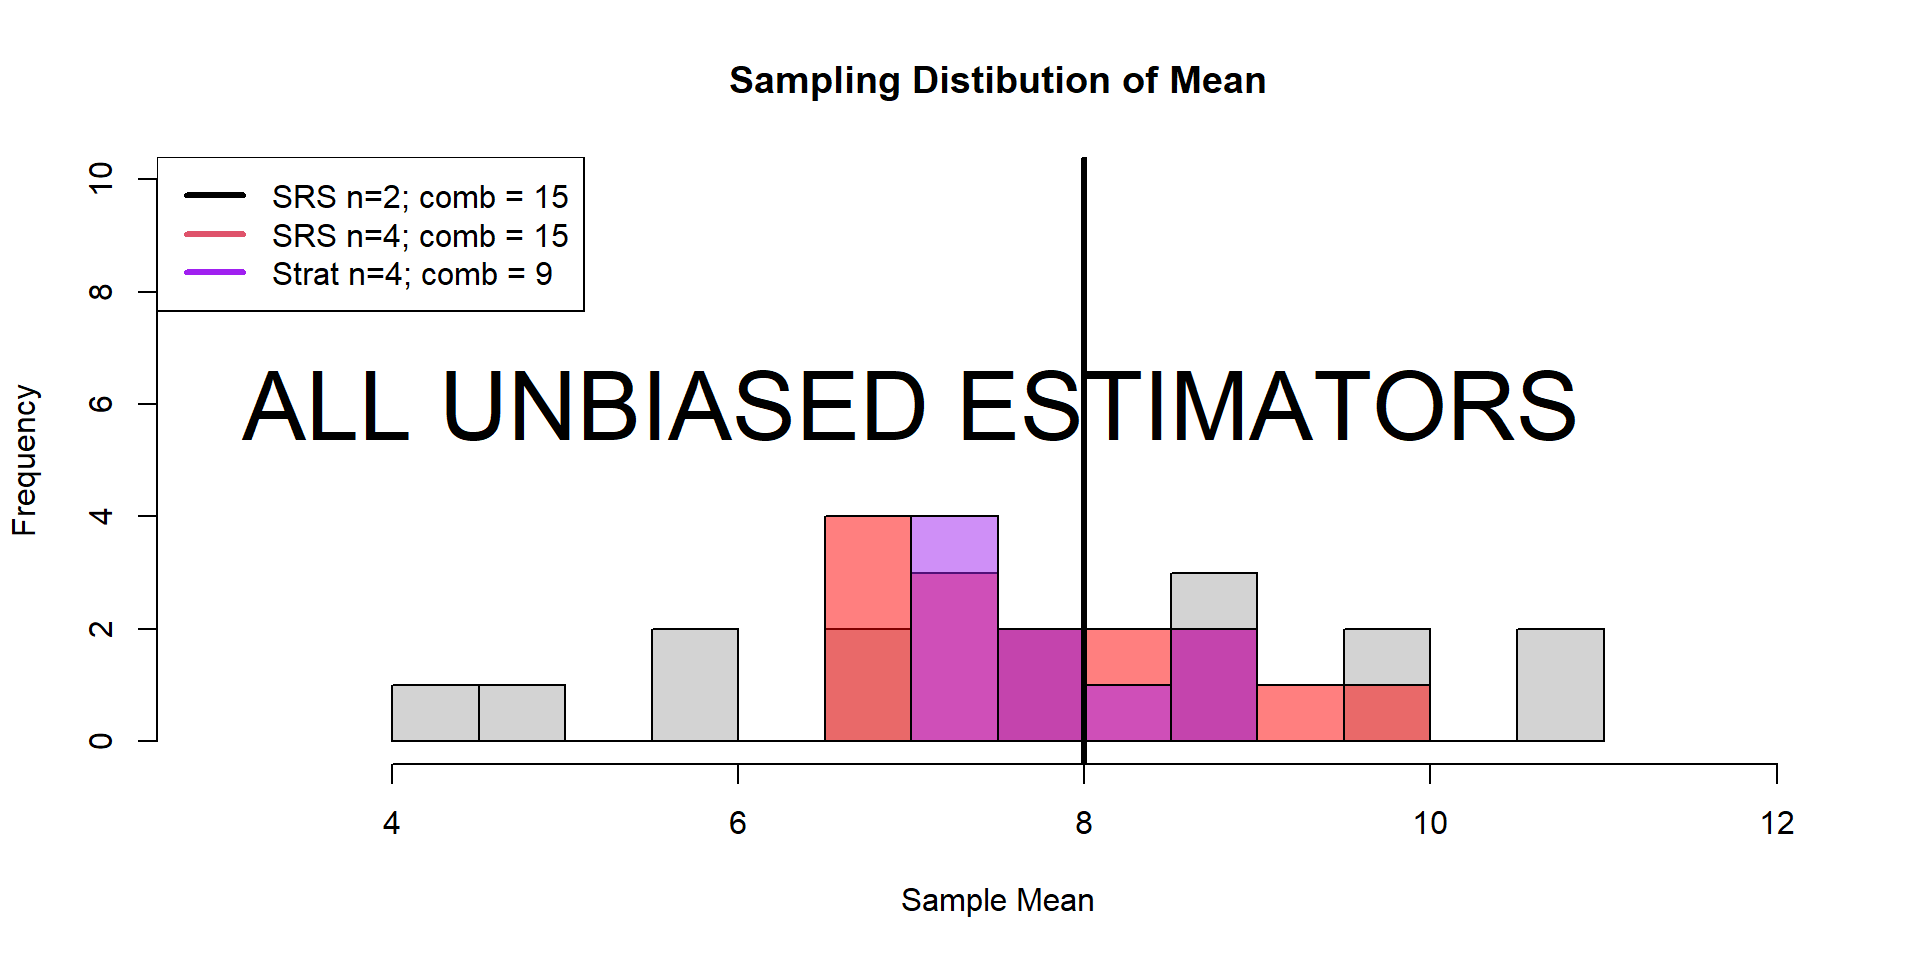 Sampling Distibution of Mean
SRS n=2; comb = 15
SRS n=4; comb = 15
Strat n=4; comb = 9
ALL UNBIASED ESTIMATORS
Frequency
10
8
6
4
2
0
4 6 8 10 12
Sample Mean